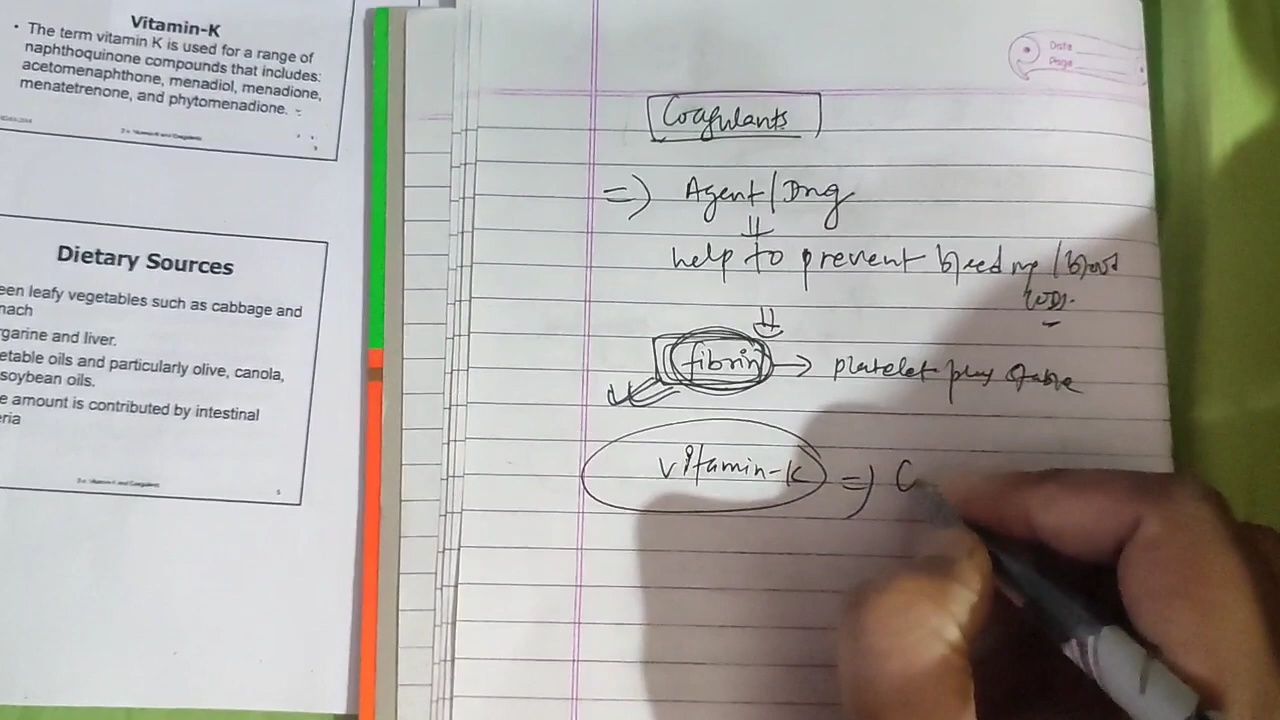 Vitamin-K
• The term vitamin K is used for a range of
naphthoquinone compounds that includes:
acetomenaphthone, menadiol, menadione,
menatetrenone, and phytomenadione.
Dietary Sources
een leafy vegetables such as cabbage and
nach
rgarine and liver.
etable oils and particularly olive, canola,
soybean oils.
e amount is contributed by intestinal
eria
Date
Page
Coagulants
=> Agent/Drug
help to prevent bleeding /blood
loss.
fibrin → platelet plug
vitamin-K => C